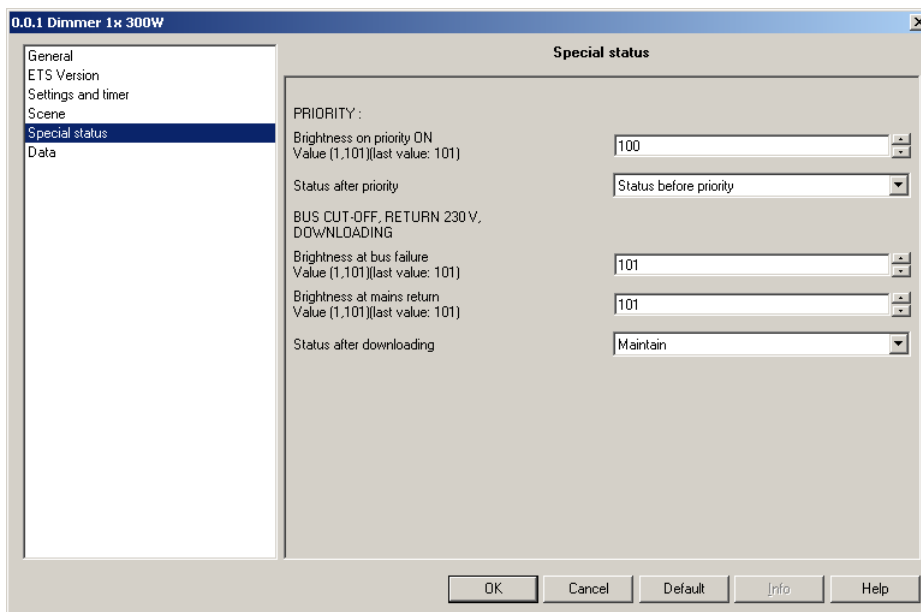 0.0.1 Dimmer 1x 300W
General
ETS Version
Settings and timer
Scene
Special status
Data
Special status
PRIORITY :
Brightness on priority ON
Value (1,101)(last value: 101)
100
Status after priority
Status before priority
BUS CUT-OFF, RETURN 230 V,
DOWNLOADING
Brightness at bus failure
Value (1,101)(last value: 101)
101
Brightness at mains return
Value (1,101)(last value: 101)
101
Status after downloading
Maintain
OK
Cancel
Default
Info
Help